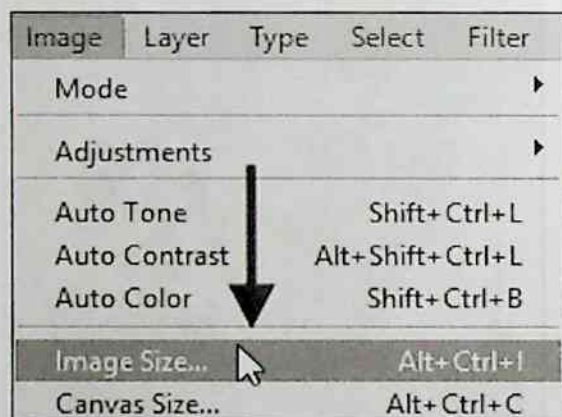 Image Layer Type Select Filter
Mode
Adjustments
Auto Tone Shift+Ctrl+L
Auto Contrast Alt+Shift+Ctrl+L
Auto Color Shift+Ctrl+B
Image Size... Alt+Ctrl+I
Canvas Size... Alt+Ctrl+C